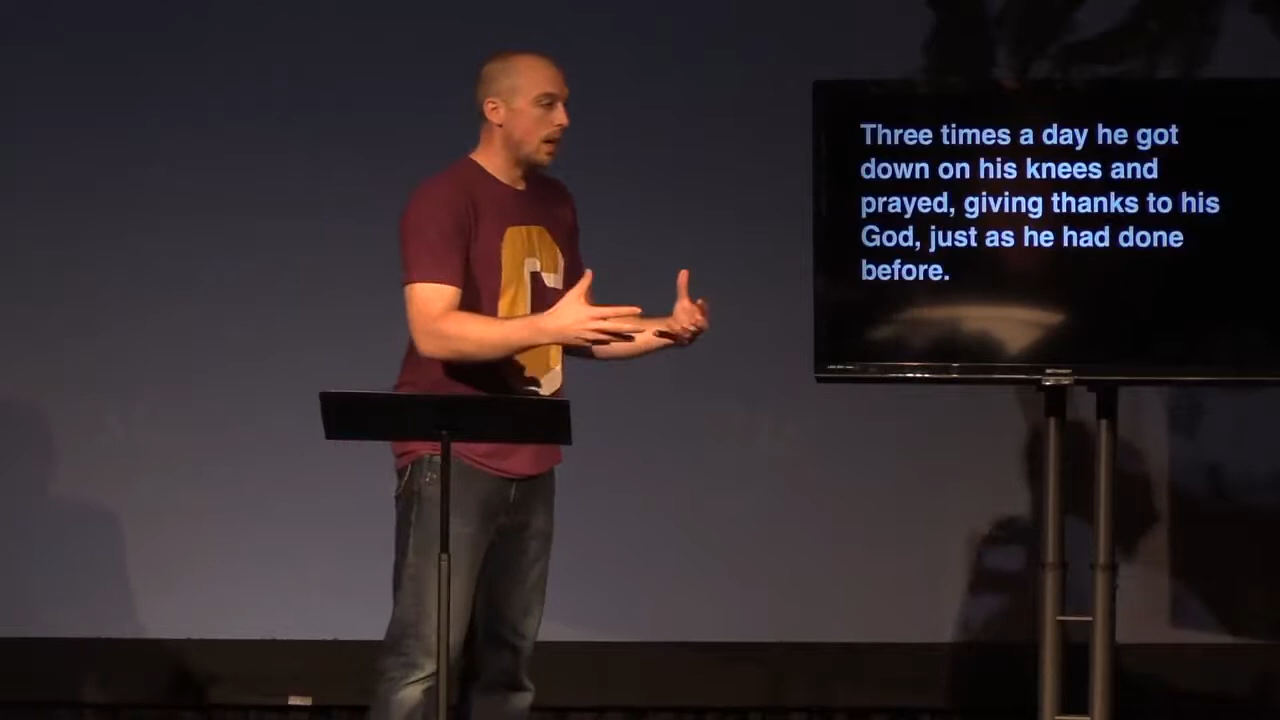 Three times a day he got
down on his knees and
prayed, giving thanks to his
God, just as he had done
before.